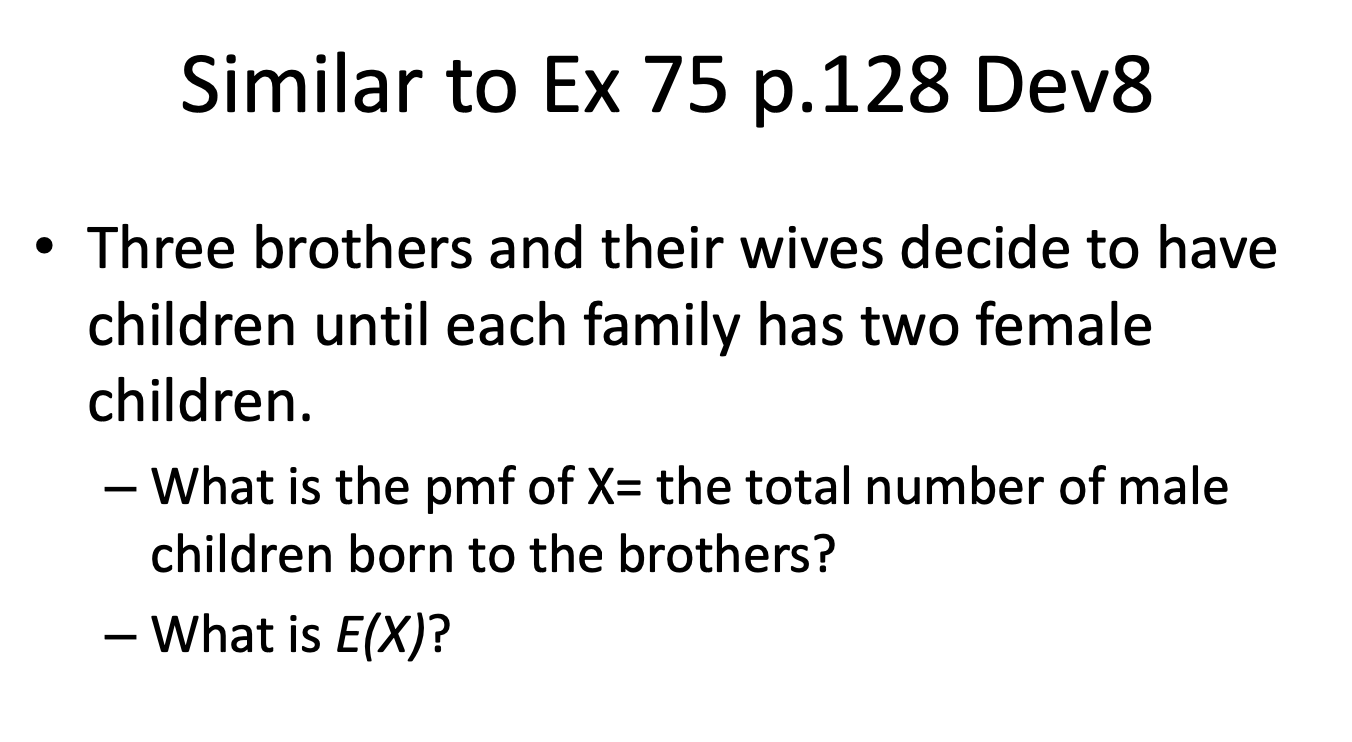 Similar to Ex 75 p.128 Dev8
• Three brothers and their wives decide to have
children until each family has two female
children.
– What is the pmf of X= the total number of male
children born to the brothers?
– What is E(X)?